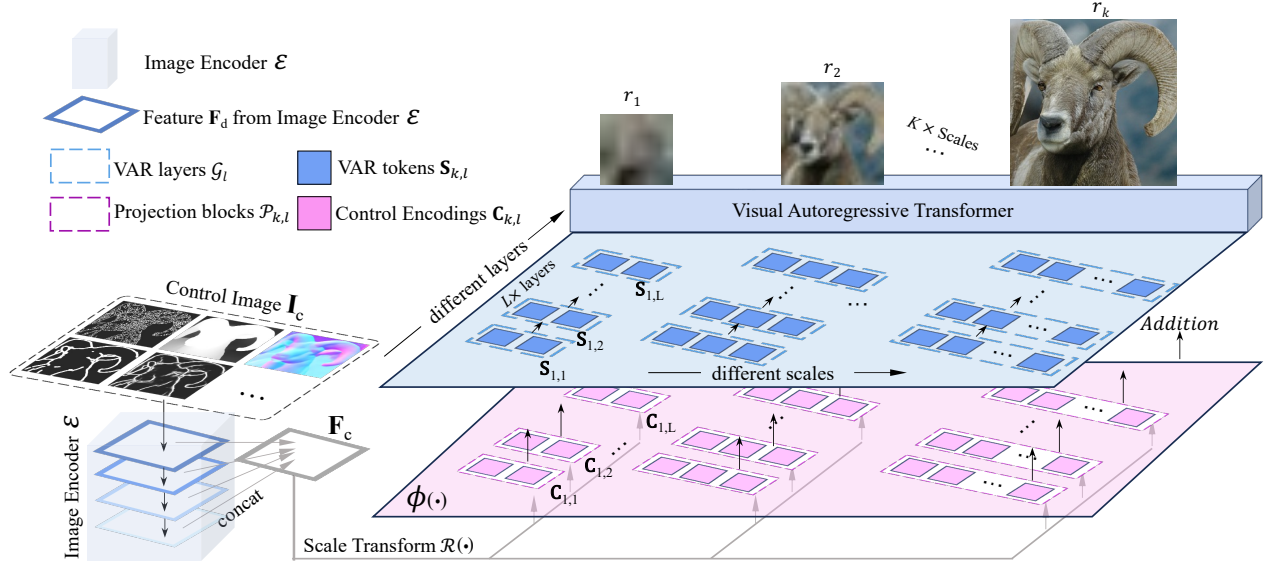 r_k
r_2
r_1
K × Scales
...
Image Encoder ℰ
Feature F_d from Image Encoder ℰ
VAR layers 𝒢_l
VAR tokens S_{k,l}
Projection blocks 𝒫_{k,l}
Control Encodings C_{k,l}
Visual Autoregressive Transformer
different layers
L× layers
S_{1,L}
S_{1,2}
S_{1,1}
different scales
Addition
Control Image I_c
...
Image Encoder ℰ
F_c
concat
C_{1,L}
C_{1,2}
C_{1,1}
ϕ(•)
Scale Transform ℛ(•)